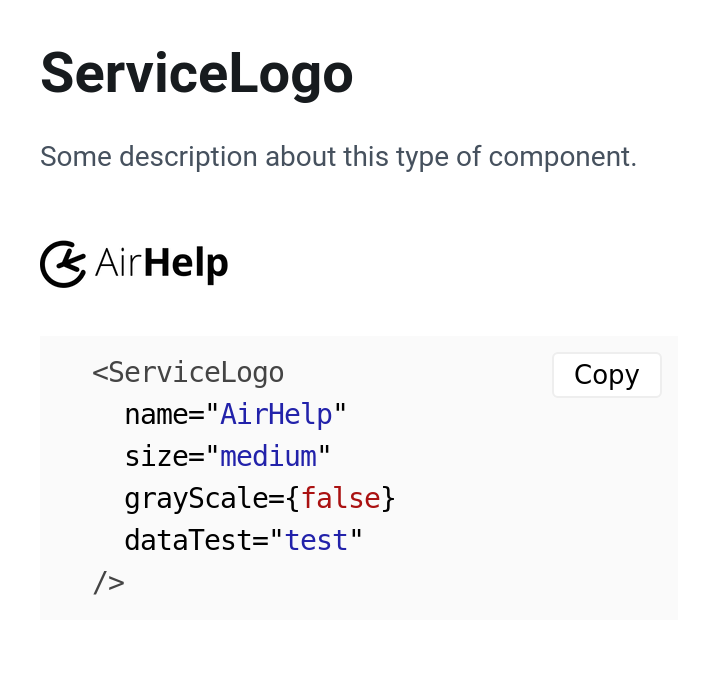 ServiceLogo
Some description about this type of component.
AirHelp
<ServiceLogo
Copy
  name="AirHelp"
  size="medium"
  grayScale={false}
  dataTest="test"
/>